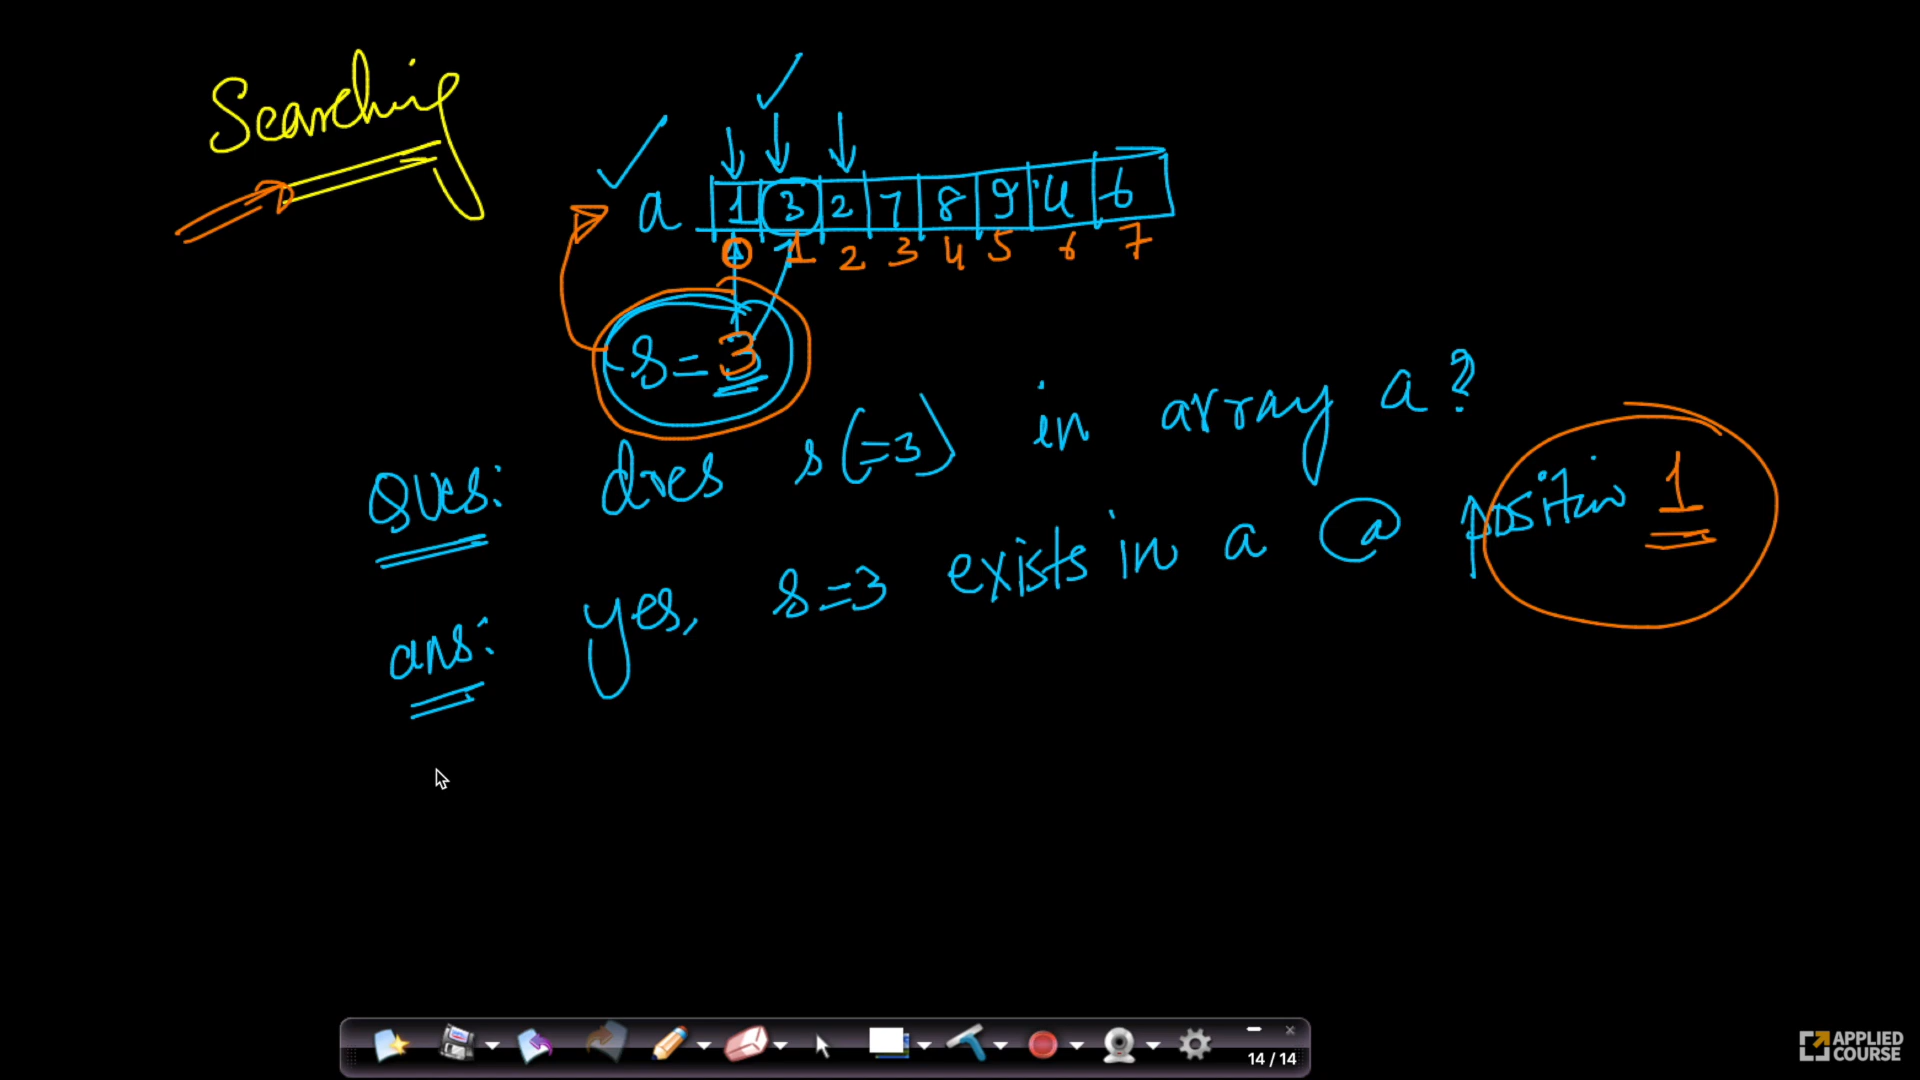 Searching
a 1 3 2 7 8 9 4 6
0 1 2 3 4 5 6 7
s = 3
Ques: does s(=3) in array a?
ans: yes, s=3 exists in a @ position 1
14 / 14
APPLIED
COURSE